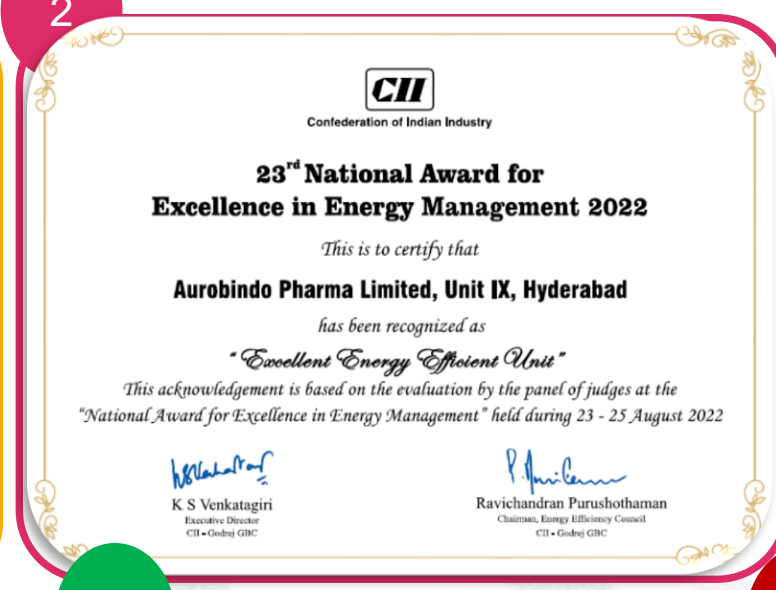 2
CII
Confederation of Indian Industry
23rd National Award for
Excellence in Energy Management 2022
This is to certify that
Aurobindo Pharma Limited, Unit IX, Hyderabad
has been recognized as
"Excellent Energy Efficient Unit"
This acknowledgement is based on the evaluation by the panel of judges at the
"National Award for Excellence in Energy Management" held during 23 - 25 August 2022
K S Venkatagiri
Executive Director
CII - Godrej GBC
Ravichandran Purushothaman
Chairman, Energy Efficiency Council
CII - Godrej GBC